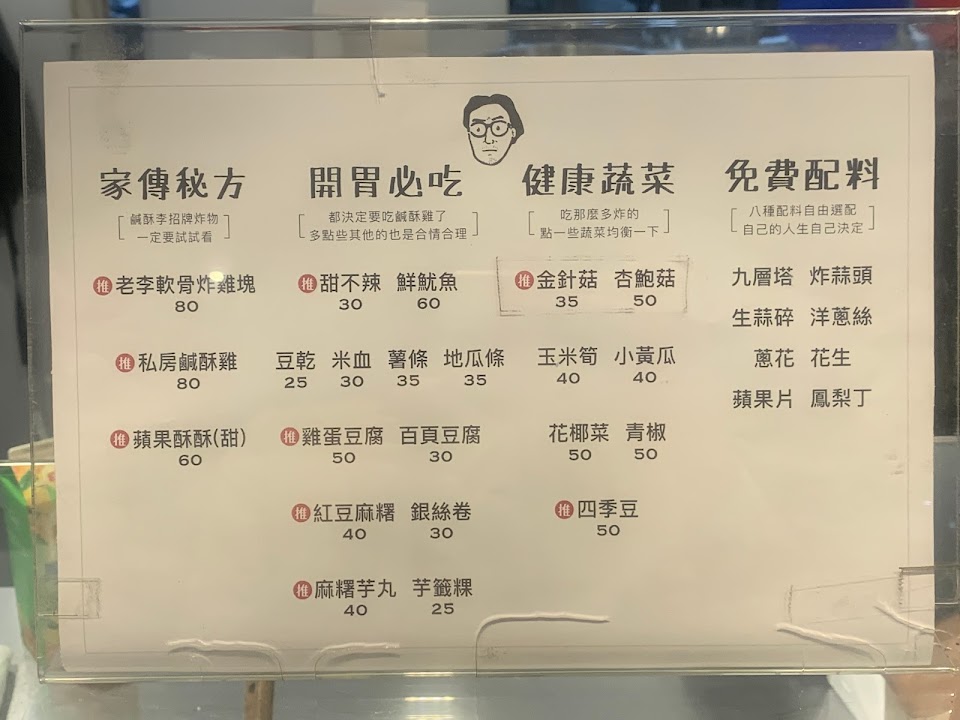 家傳秘方
鹹酥李招牌炸物
一定要試試看
推 老李軟骨炸雞塊
80
推 私房鹹酥雞
80
推 蘋果酥酥(甜)
60
開胃必吃
都決定要吃鹹酥雞了
多點些其他的也是合情合理
推 甜不辣 鮮魷魚
30 60
豆乾 米血 薯條 地瓜條
25 30 35 35
推 雞蛋豆腐 百頁豆腐
50 30
推 紅豆麻糬 銀絲卷
40 30
推 麻糬芋丸 芋籤粿
40 25
健康蔬菜
吃那麼多炸的
點一些蔬菜均衡一下
推 金針菇 杏鮑菇
35 50
玉米筍 小黃瓜
40 40
花椰菜 青椒
50 50
推 四季豆
50
免費配料
八種配料自由選配
自己的人生自己決定
九層塔 炸蒜頭
生蒜碎 洋蔥絲
蔥花 花生
蘋果片 鳳梨丁